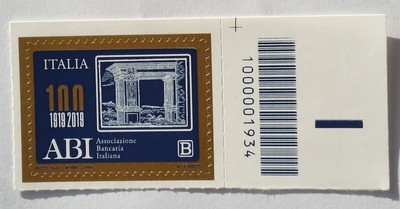 ITALIA
100
1919 2019
ABI
Associazione
Bancaria
Italiana
B
1000001934